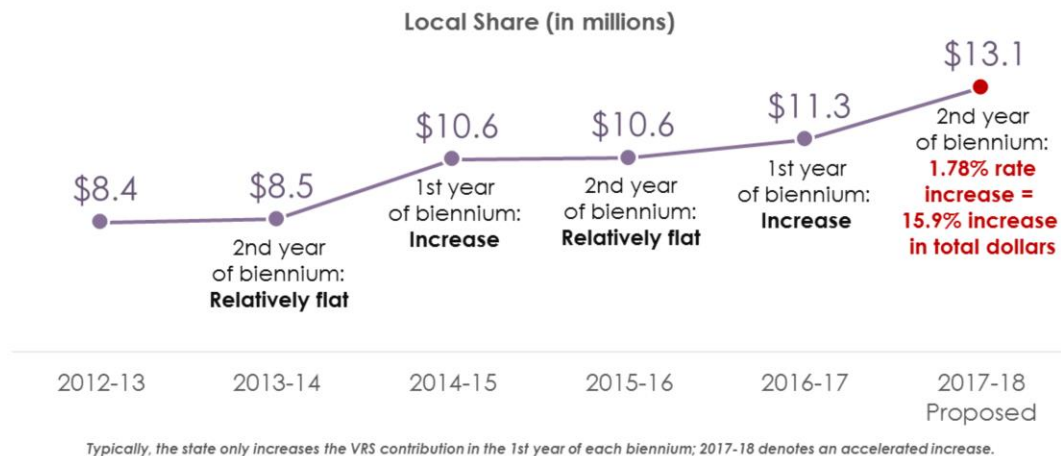 Local Share (in millions)
$8.4
$8.5
2nd year
of biennium:
Relatively flat
$10.6
1st year
of biennium:
Increase
$10.6
2nd year
of biennium:
Relatively flat
$11.3
1st year
of biennium:
Increase
$13.1
2nd year
of biennium:
1.78% rate
increase =
15.9% increase
in total dollars
2012-13
2013-14
2014-15
2015-16
2016-17
2017-18
Proposed
Typically, the state only increases the VRS contribution in the 1st year of each biennium; 2017-18 denotes an accelerated increase.